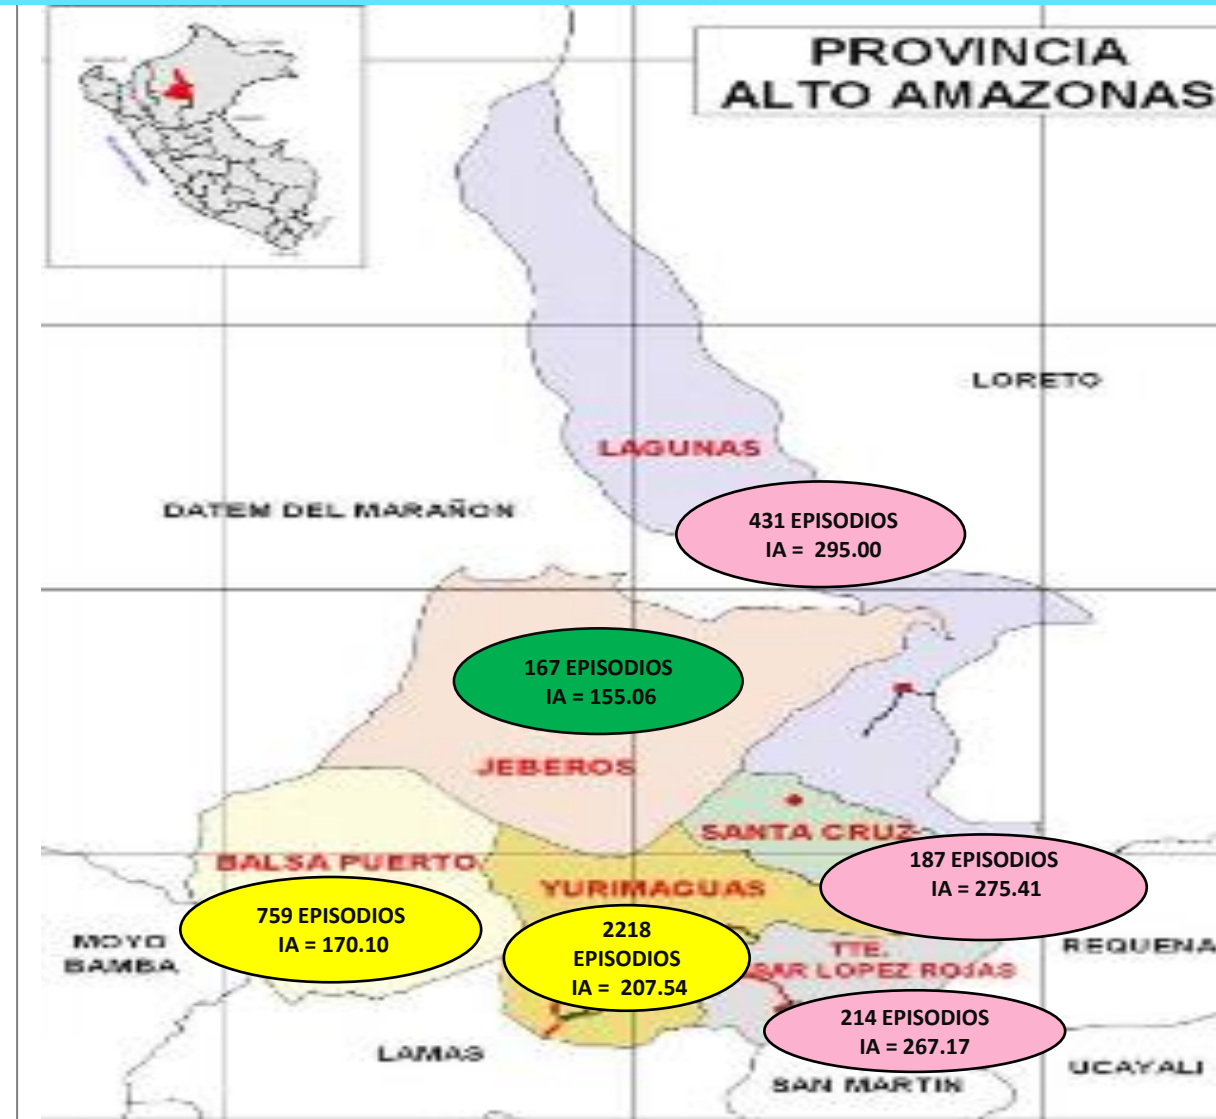 PROVINCIA
ALTO AMAZONAS
LORETO
LAGUNAS
DATEM DEL MARAÑON
431 EPISODIOS
IA = 295.00
167 EPISODIOS
IA = 155.06
JEBEROS
SANTA CRUZ
BALSA PUERTO
187 EPISODIOS
IA = 275.41
YURIMAGUAS
759 EPISODIOS
IA = 170.10
2218
EPISODIOS
IA = 207.54
MOYO
BAMBA
TTE.
SAR LOPEZ ROJAS
REQUENA
214 EPISODIOS
IA = 267.17
LAMAS
UCAYALI
SAN MARTIN